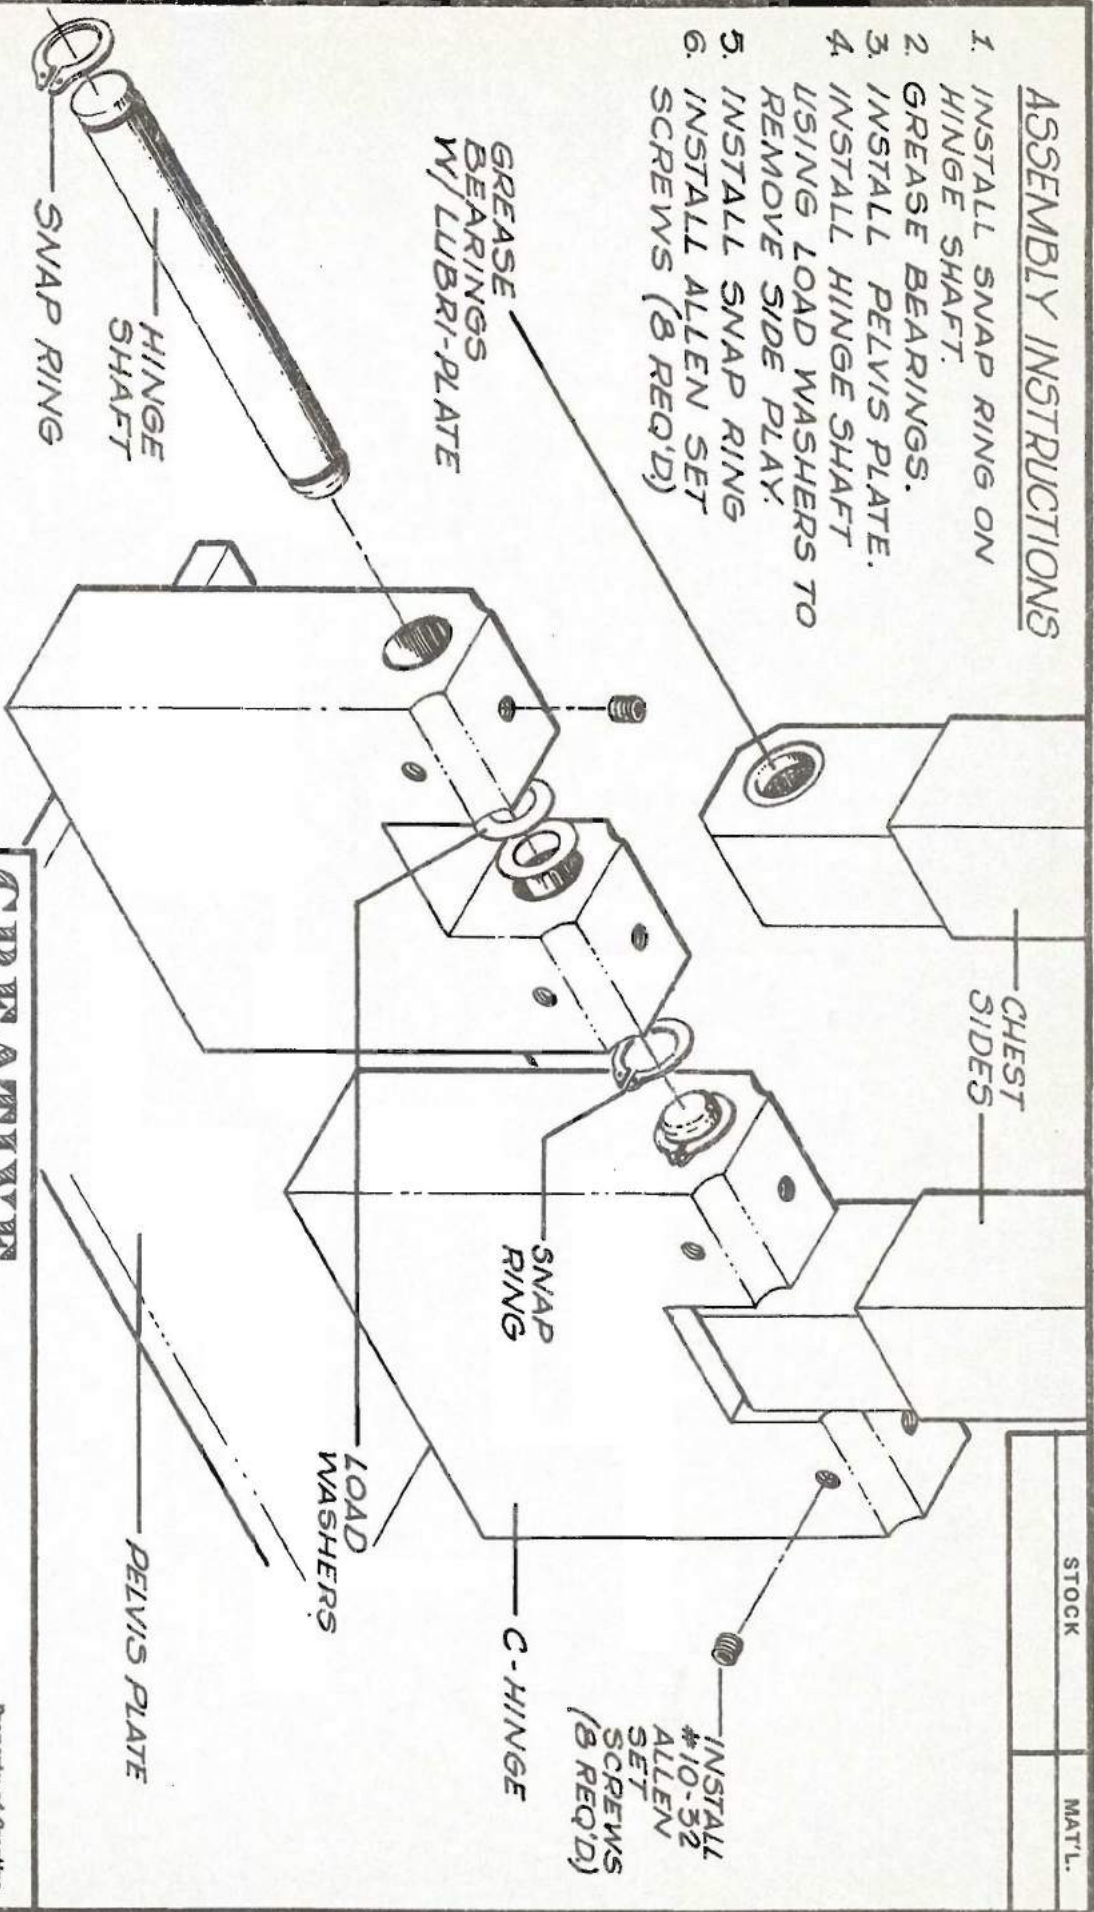 ASSEMBLY INSTRUCTIONS
1. INSTALL SNAP RING ON
HINGE SHAFT.
2. GREASE BEARINGS.
3. INSTALL PELVIS PLATE.
4. INSTALL HINGE SHAFT
USING LOAD WASHERS TO
REMOVE SIDE PLAY.
5. INSTALL SNAP RING
6. INSTALL ALLEN SET
SCREWS (8 REQ'D.)
STOCK
MAT'L.
CHEST
SIDES
GREASE
BEARINGS
W/ LUBRI-PLATE
INSTALL
#10-32
ALLEN
SET
SCREWS
(8 REQ'D.)
SNAP
RING
C-HINGE
HINGE
SHAFT
SNAP RING
LOAD
WASHERS
PELVIS PLATE